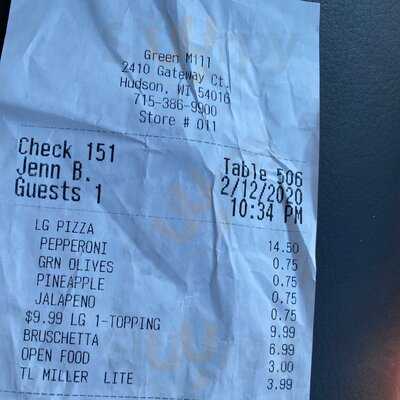 Green Mill
2410 Gateway Ct.
Hudson, WI 54016
715-386-9900
Store # 011
Check 151 Table 506
Jenn B. 2/12/2020
Guests 1 10:34 PM
LG PIZZA 14.50
PEPPERONI 0.75
GRN OLIVES 0.75
PINEAPPLE 0.75
JALAPENO 0.75
$9.99 LG 1-TOPPING 9.99
BRUSCHETTA 6.99
OPEN FOOD 3.00
TL MILLER LITE 3.99